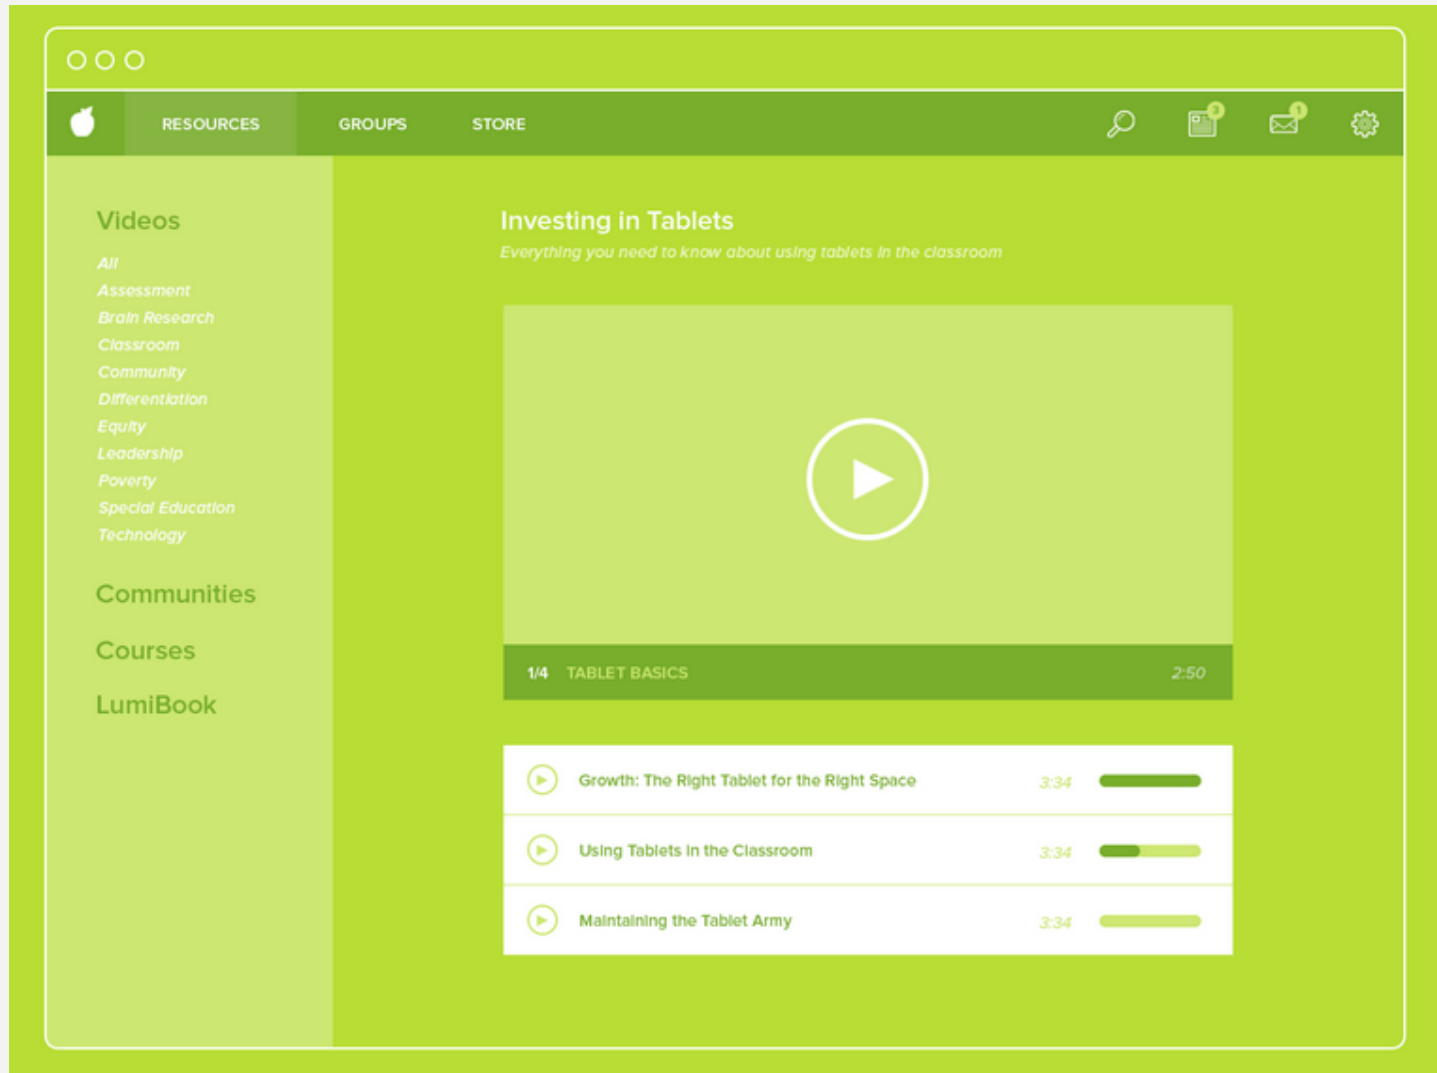 RESOURCES GROUPS STORE 3 1
Videos
All
Assessment
Brain Research
Classroom
Community
Differentiation
Equity
Leadership
Poverty
Special Education
Technology
Communities
Courses
LumiBook
Investing in Tablets
Everything you need to know about using tablets in the classroom
1/4 TABLET BASICS 2:50
Growth: The Right Tablet for the Right Space 3:34
Using Tablets in the Classroom 3:34
Maintaining the Tablet Army 3:34